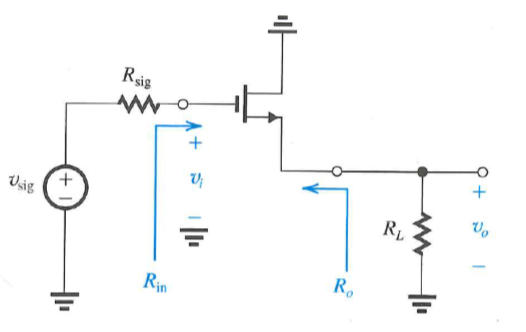 R_sig
+
v_sig
+
−
v_i
−
R_in
R_o
R_L
+
v_o
−